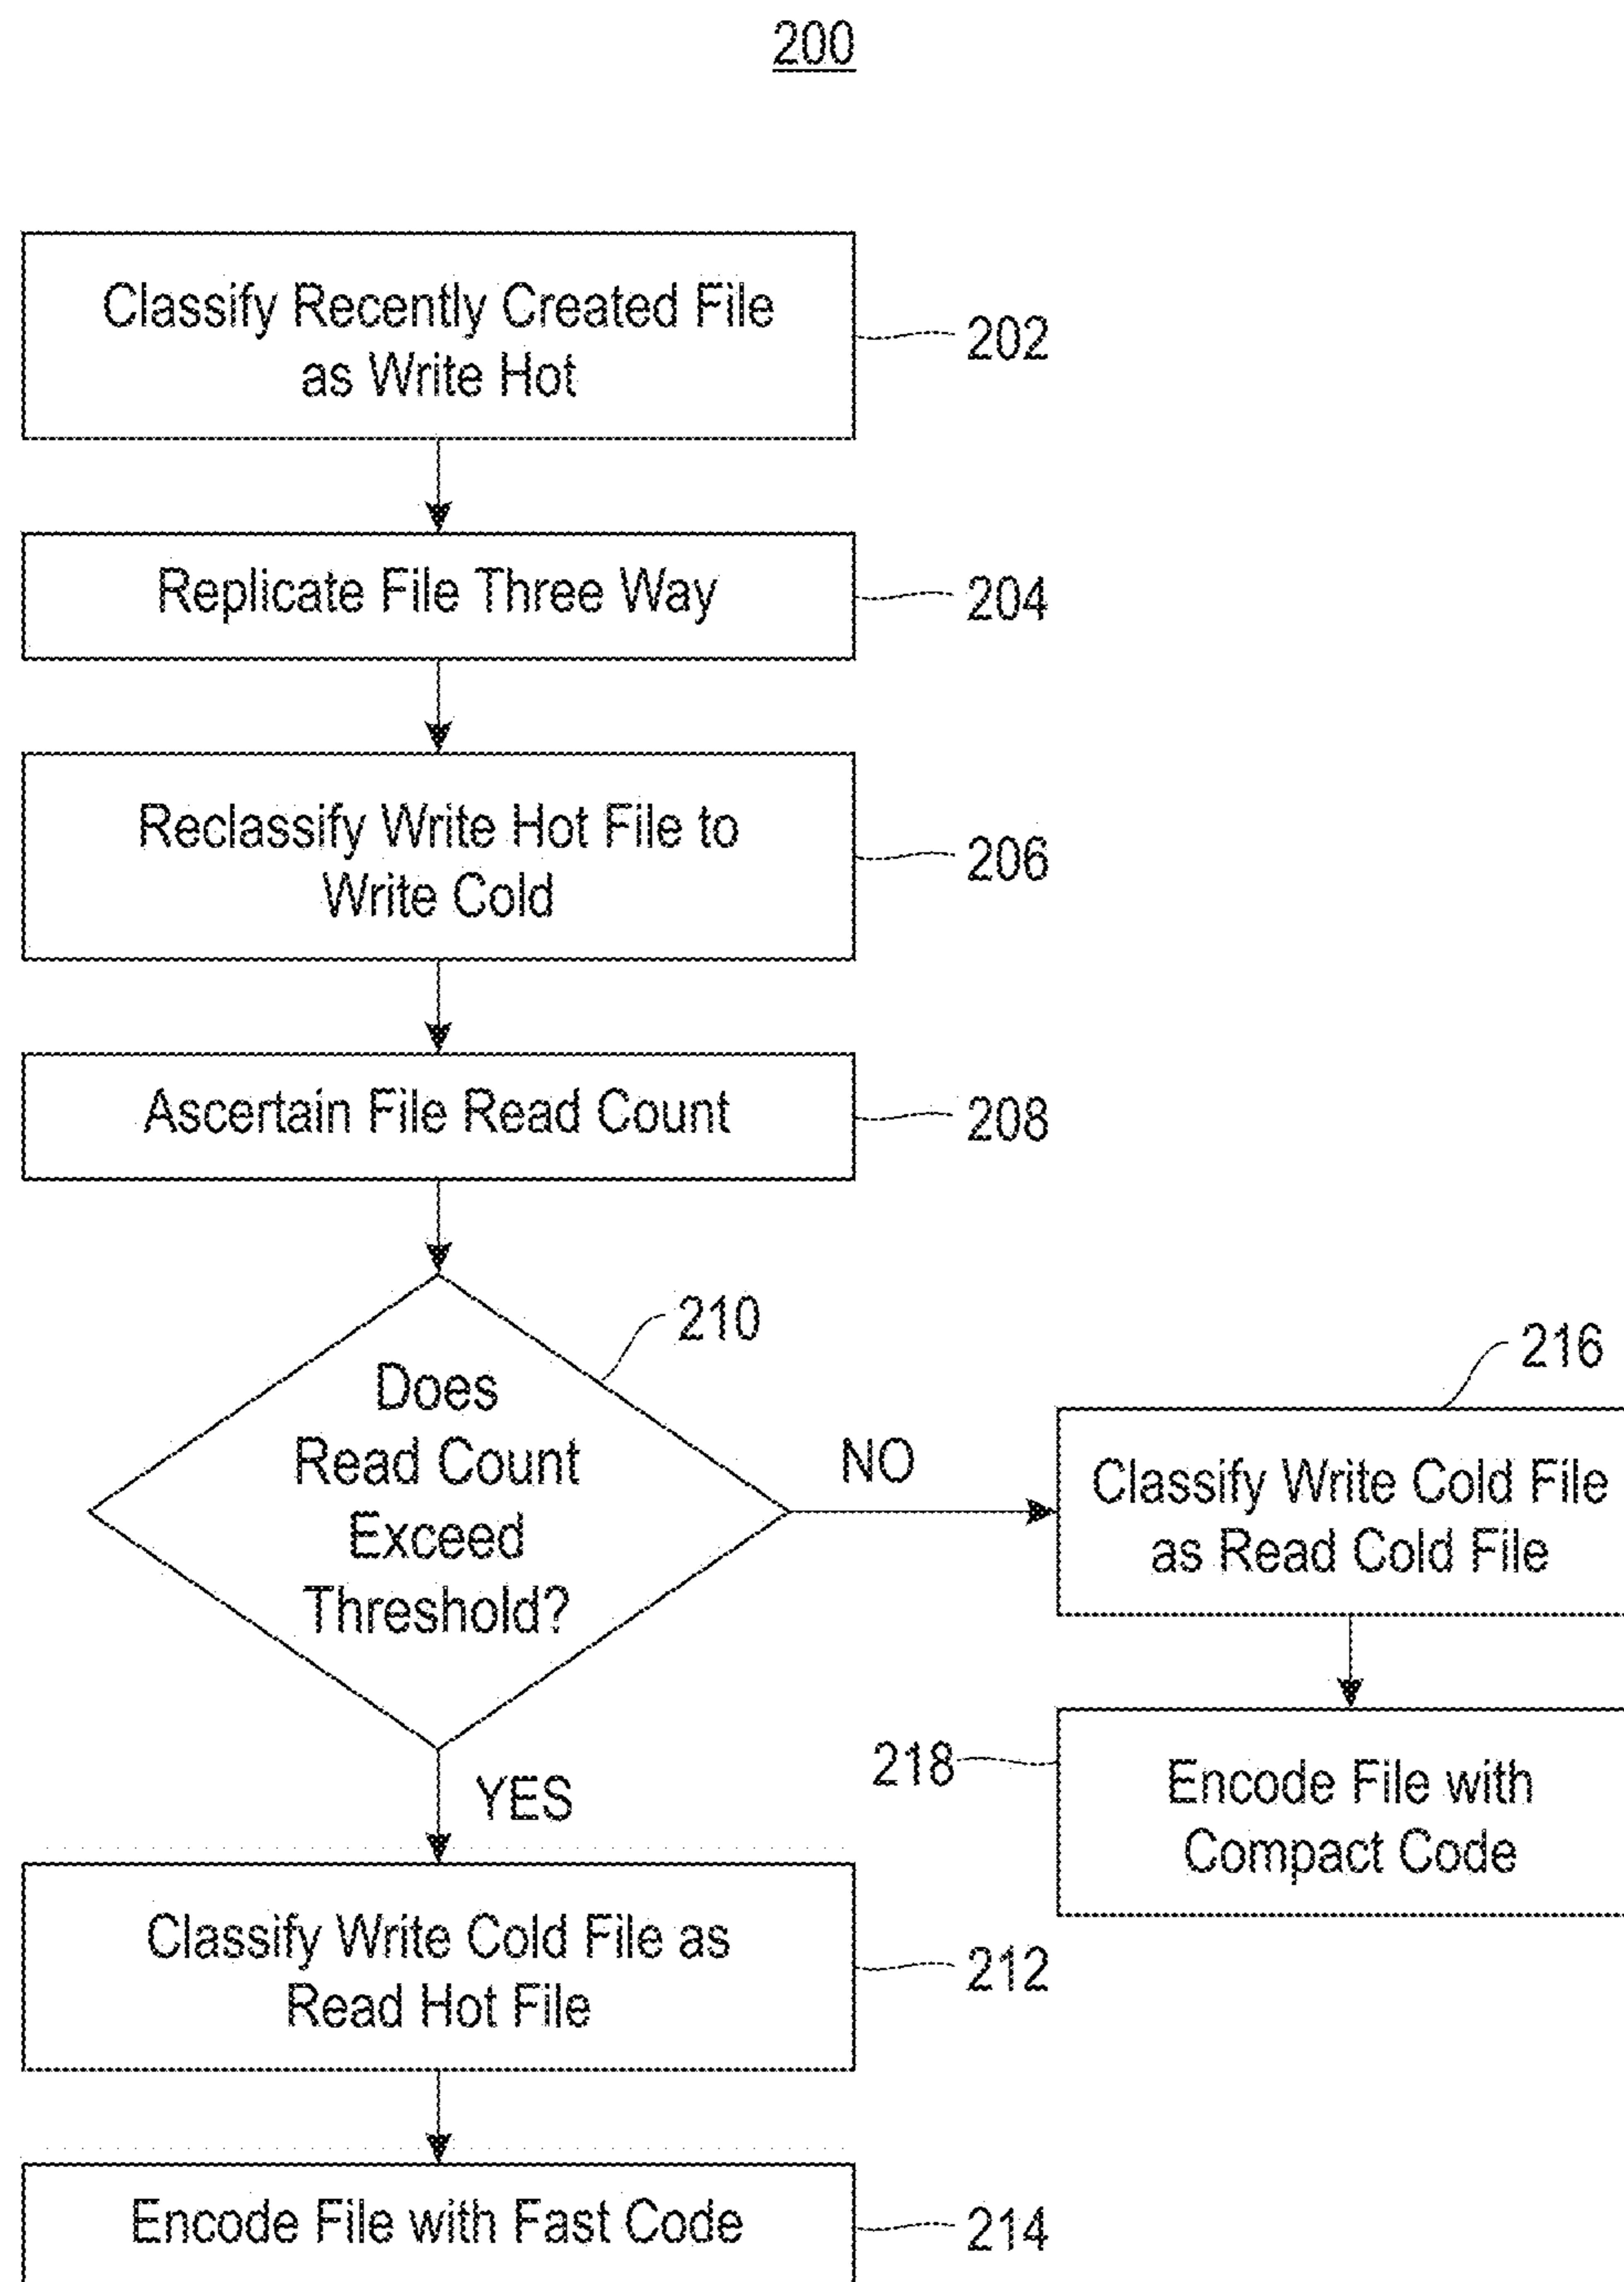 200
Classify Recently Created File
as Write Hot
202
Replicate File Three Way
204
Reclassify Write Hot File to
Write Cold
206
Ascertain File Read Count
208
210
Does
Read Count
Exceed
Threshold?
NO
YES
216
Classify Write Cold File
as Read Cold File
218
Encode File with
Compact Code
Classify Write Cold File as
Read Hot File
212
Encode File with Fast Code
214